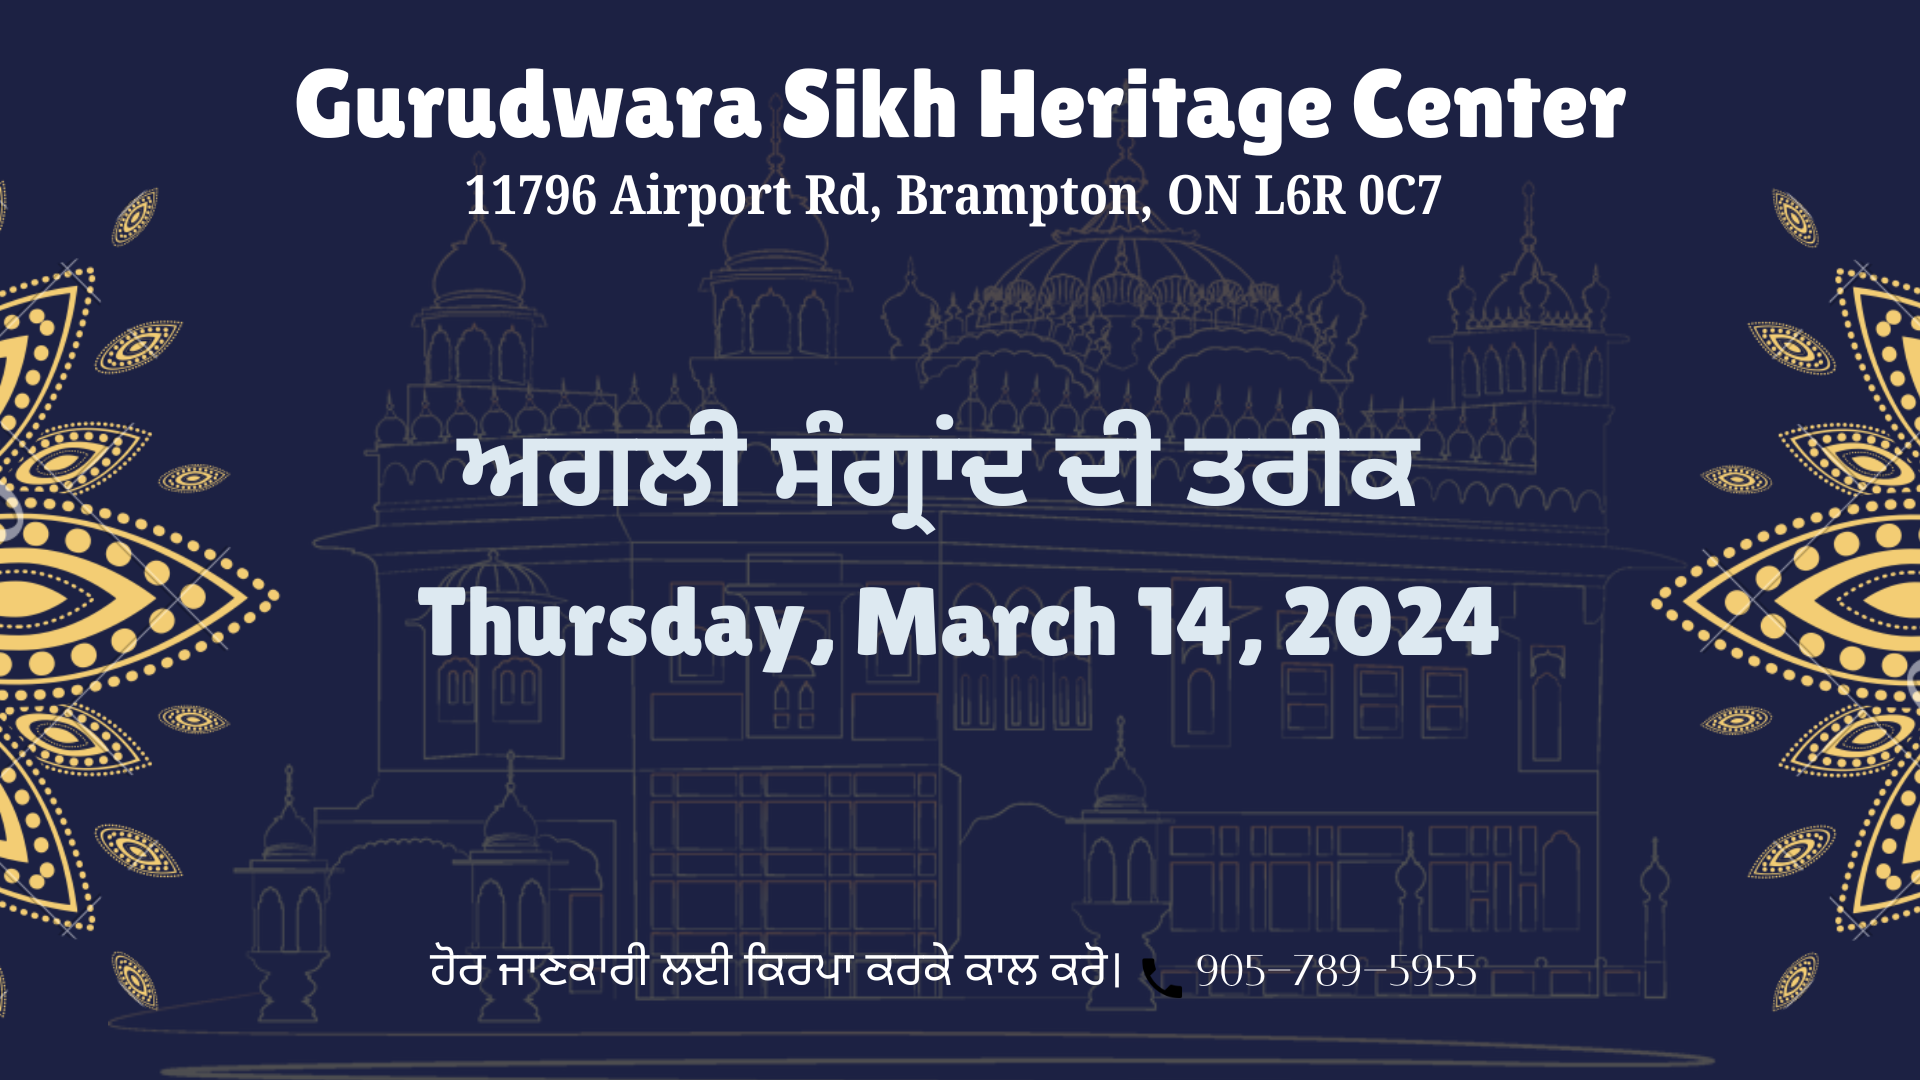 Gurudwara Sikh Heritage Center
11796 Airport Rd, Brampton, ON L6R 0C7
ਅਗਲੀ ਸੰਗ੍ਰਾਂਦ ਦੀ ਤਰੀਕ
Thursday, March 14, 2024
ਹੋਰ ਜਾਣਕਾਰੀ ਲਈ ਕਿਰਪਾ ਕਰਕੇ ਕਾਲ ਕਰੋ। 905-789-5955